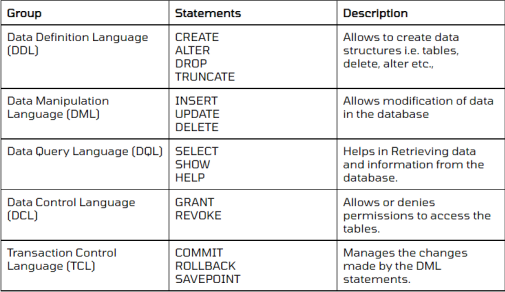 Group Statements Description
Data Definition Language (DDL)
CREATE
ALTER
DROP
TRUNCATE
Allows to create data
structures i.e. tables,
delete, alter etc.,
Data Manipulation
Language (DML)
INSERT
UPDATE
DELETE
Allows modification of data
in the database
Data Query Language (DQL)
SELECT
SHOW
HELP
Helps in Retrieving data
and information from the
database.
Data Control Language
(DCL)
GRANT
REVOKE
Allows or denies
permissions to access the
tables.
Transaction Control
Language (TCL)
COMMIT
ROLLBACK
SAVEPOINT
Manages the changes
made by the DML
statements.